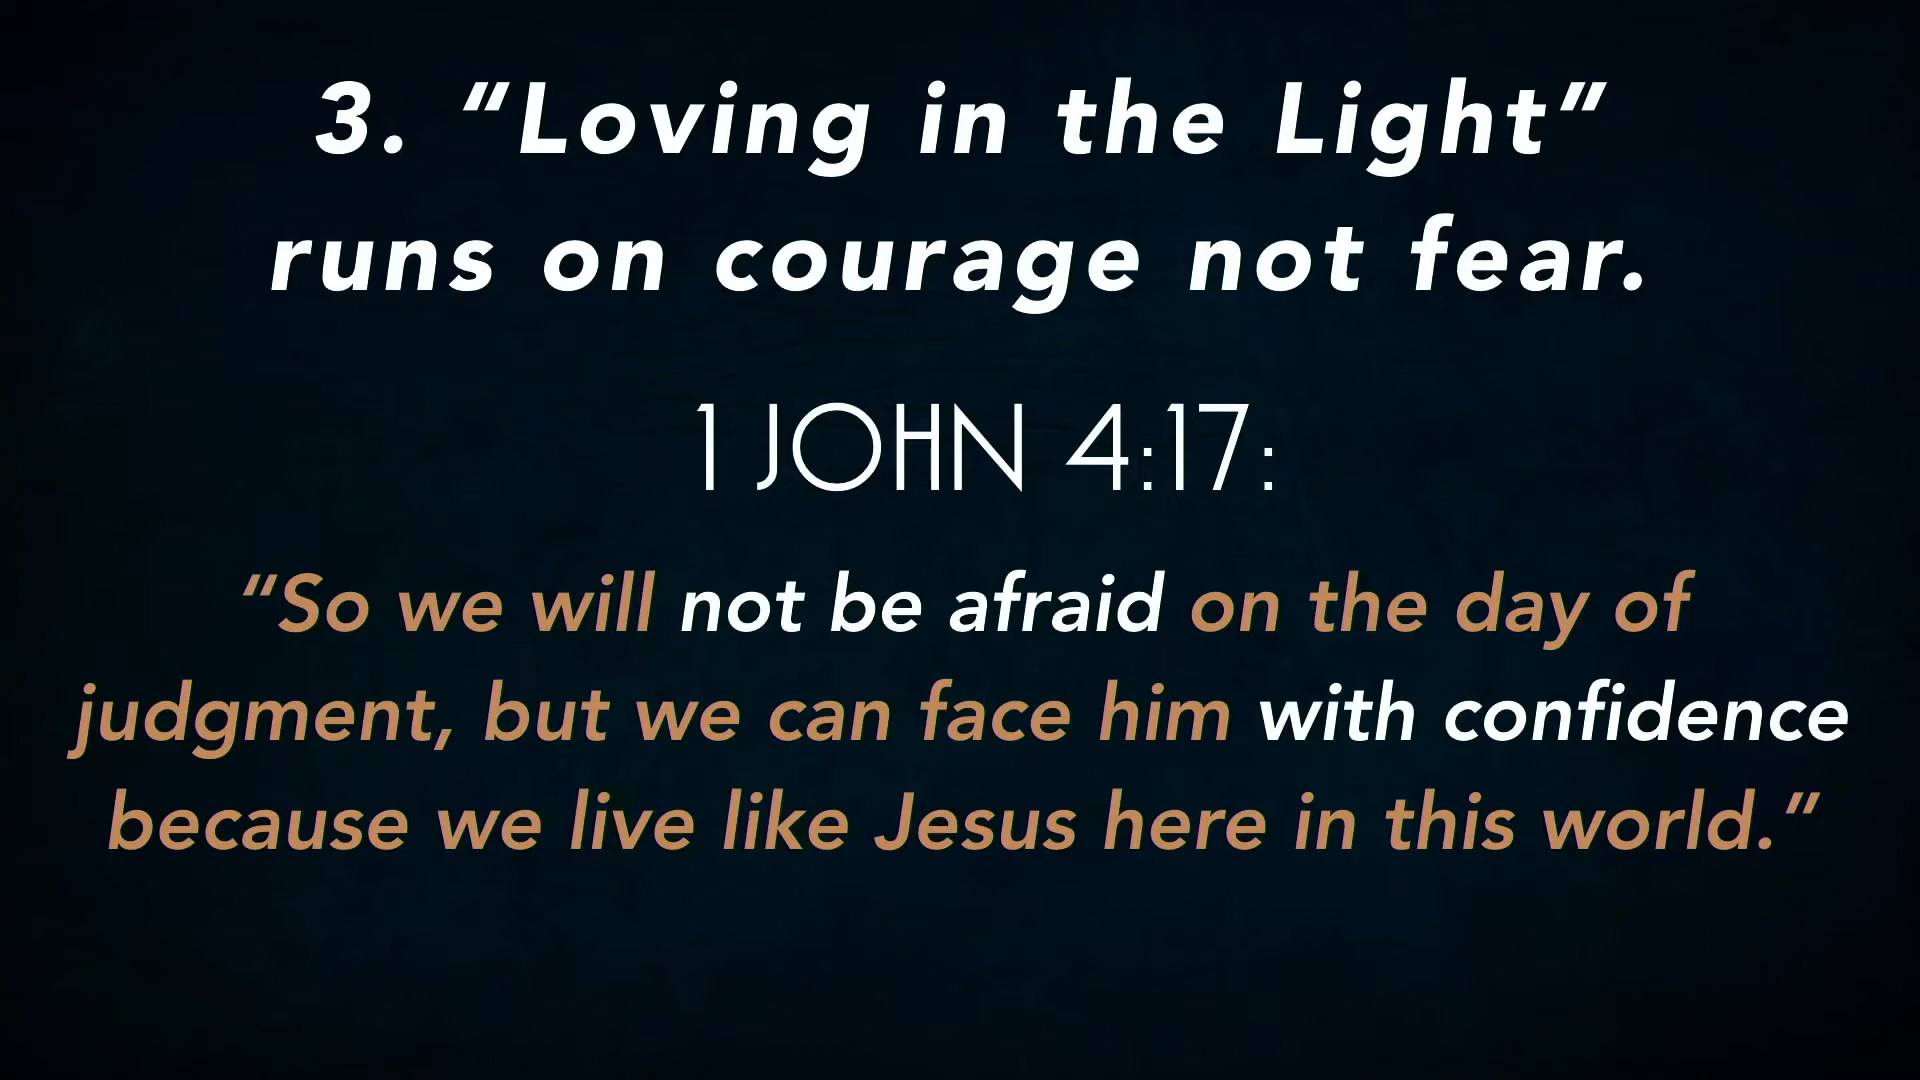 3. “Loving in the Light”
runs on courage not fear.
1 JOHN 4:17:
“So we will not be afraid on the day of
judgment, but we can face him with confidence
because we live like Jesus here in this world.”